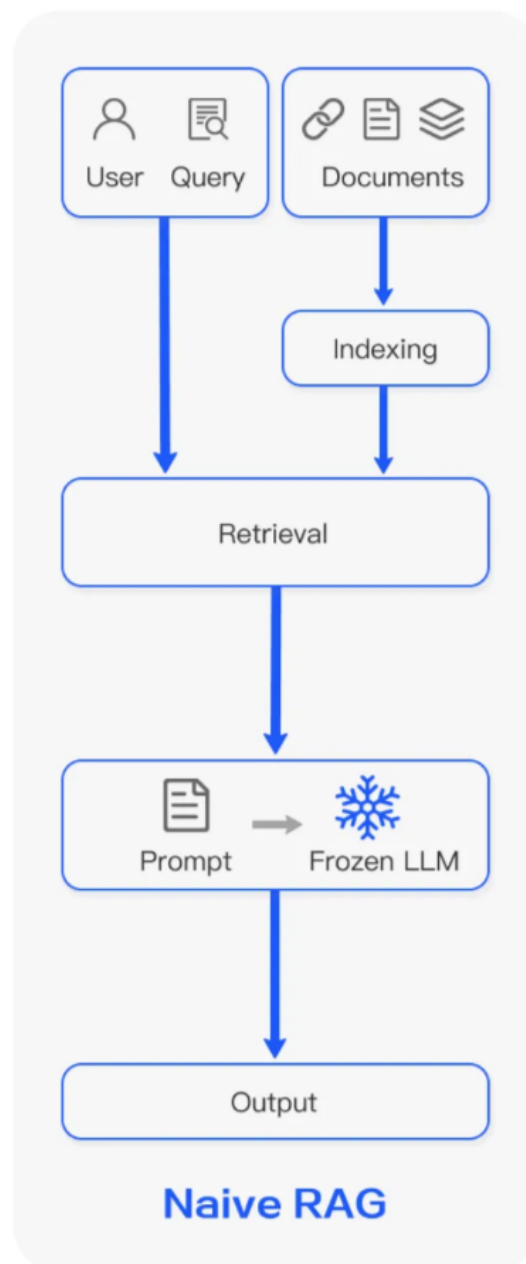 User Query
Documents
Indexing
Retrieval
Prompt
Frozen LLM
Output
Naive RAG